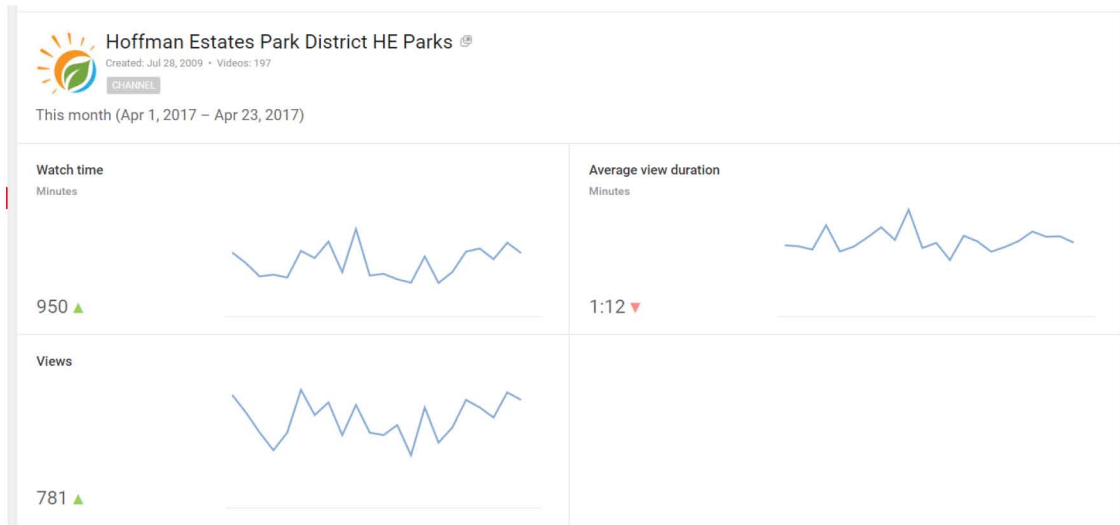 Hoffman Estates Park District HE Parks
Created: Jul 28, 2009 • Videos: 197
CHANNEL
This month (Apr 1, 2017 – Apr 23, 2017)
Watch time
Minutes
950
Average view duration
Minutes
1:12
Views
781